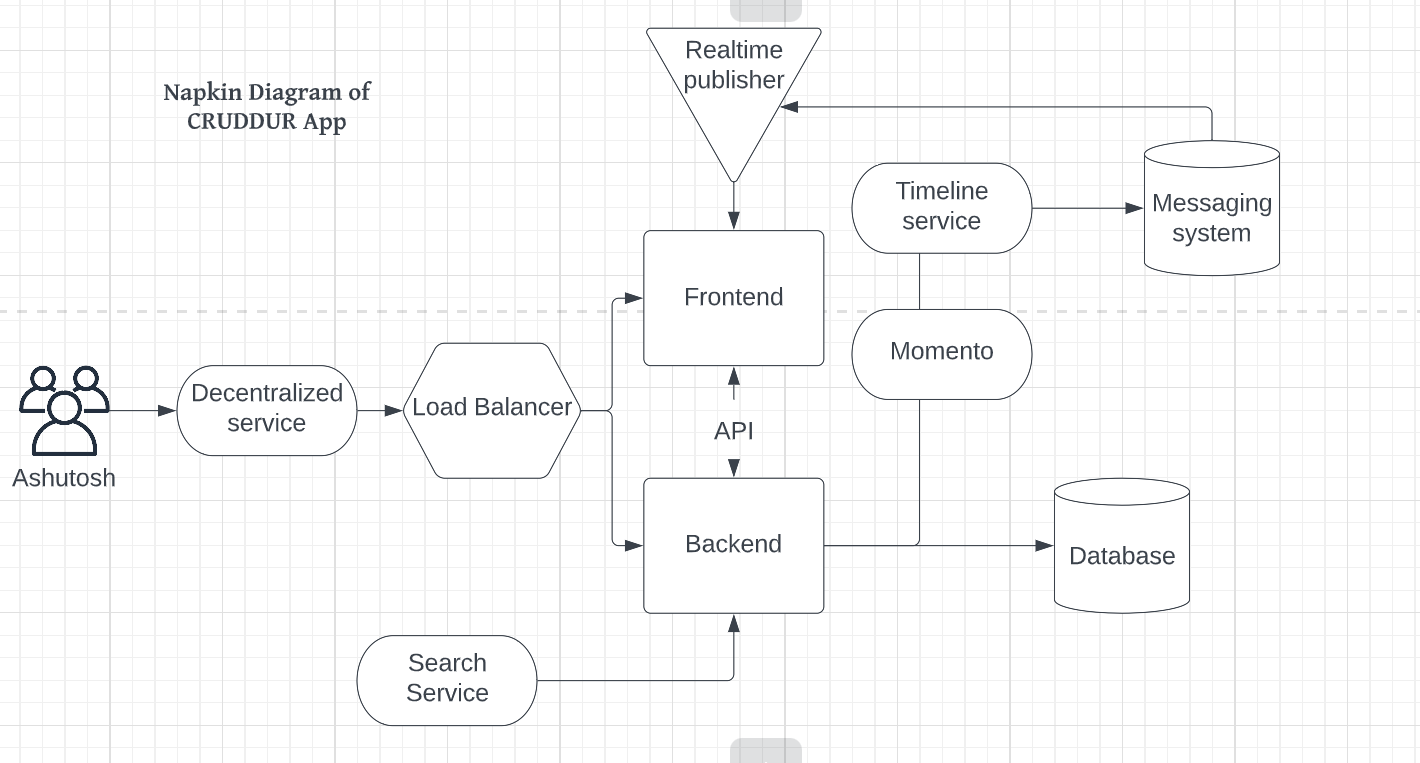 Realtime
publisher
Napkin Diagram of
CRUDDUR App
Timeline
service
Messaging
system
Frontend
Momento
Decentralized
service
Load Balancer
API
Ashutosh
Backend
Database
Search
Service